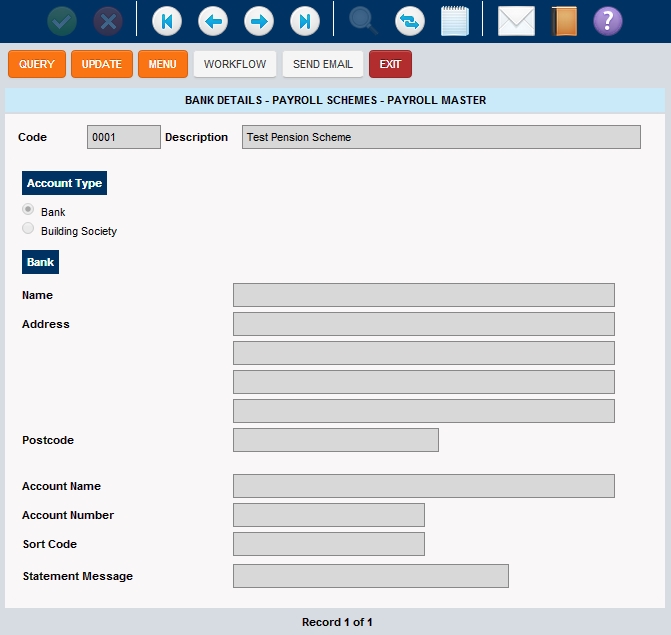 ?
QUERY UPDATE MENU WORKFLOW SEND EMAIL EXIT
BANK DETAILS - PAYROLL SCHEMES - PAYROLL MASTER
Code 0001 Description Test Pension Scheme
Account Type
Bank
Building Society
Bank
Name
Address
Postcode
Account Name
Account Number
Sort Code
Statement Message
Record 1 of 1